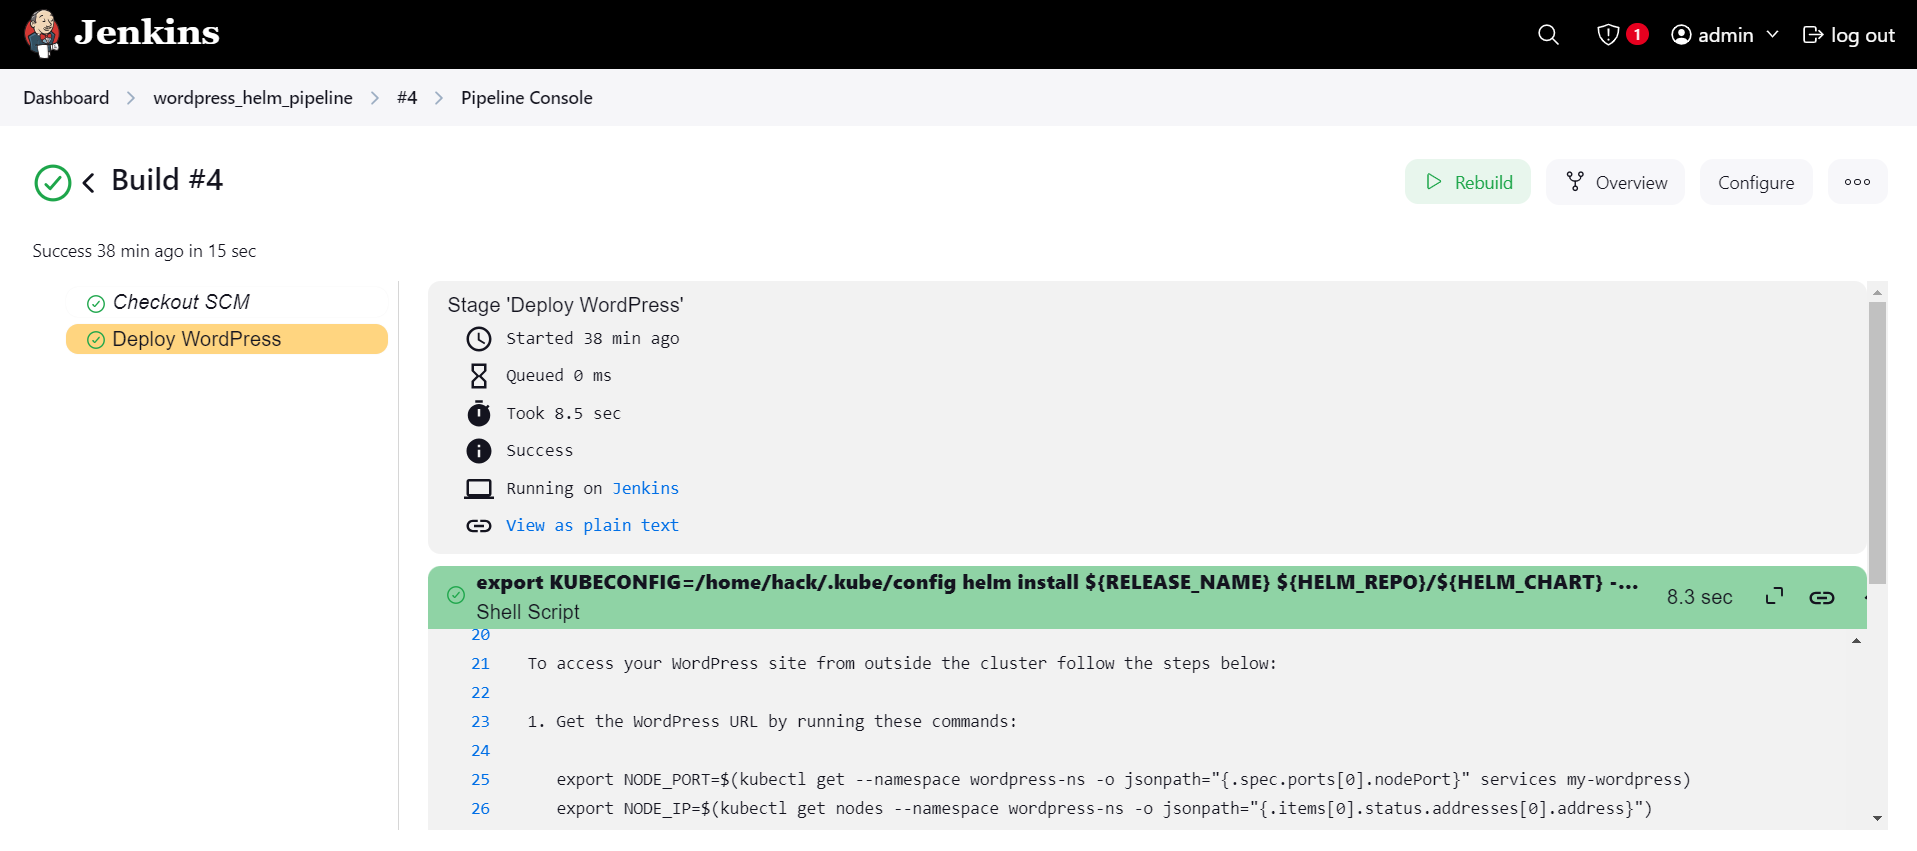 Jenkins
1
admin
log out
Dashboard
wordpress_helm_pipeline
#4
Pipeline Console
Build #4
Rebuild
Overview
Configure
Success 38 min ago in 15 sec
Checkout SCM
Deploy WordPress
Stage 'Deploy WordPress'
Started 38 min ago
Queued 0 ms
Took 8.5 sec
Success
Running on Jenkins
View as plain text
export KUBECONFIG=/home/hack/.kube/config helm install ${RELEASE_NAME} ${HELM_REPO}/${HELM_CHART} -...
Shell Script
8.3 sec
20
21 To access your WordPress site from outside the cluster follow the steps below:
22
23 1. Get the WordPress URL by running these commands:
24
25 export NODE_PORT=$(kubectl get --namespace wordpress-ns -o jsonpath="{.spec.ports[0].nodePort}" services my-wordpress)
26 export NODE_IP=$(kubectl get nodes --namespace wordpress-ns -o jsonpath="{.items[0].status.addresses[0].address}")